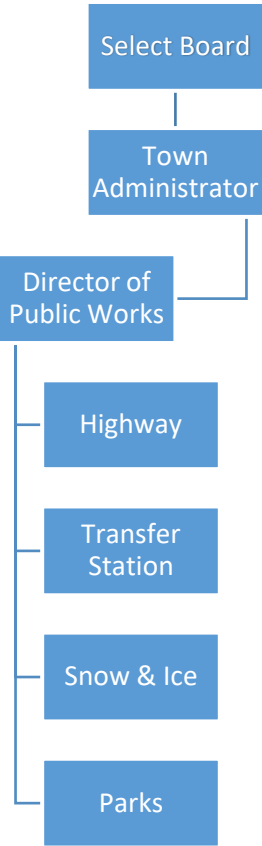 Select Board
Town
Administrator
Director of
Public Works
Highway
Transfer
Station
Snow & Ice
Parks